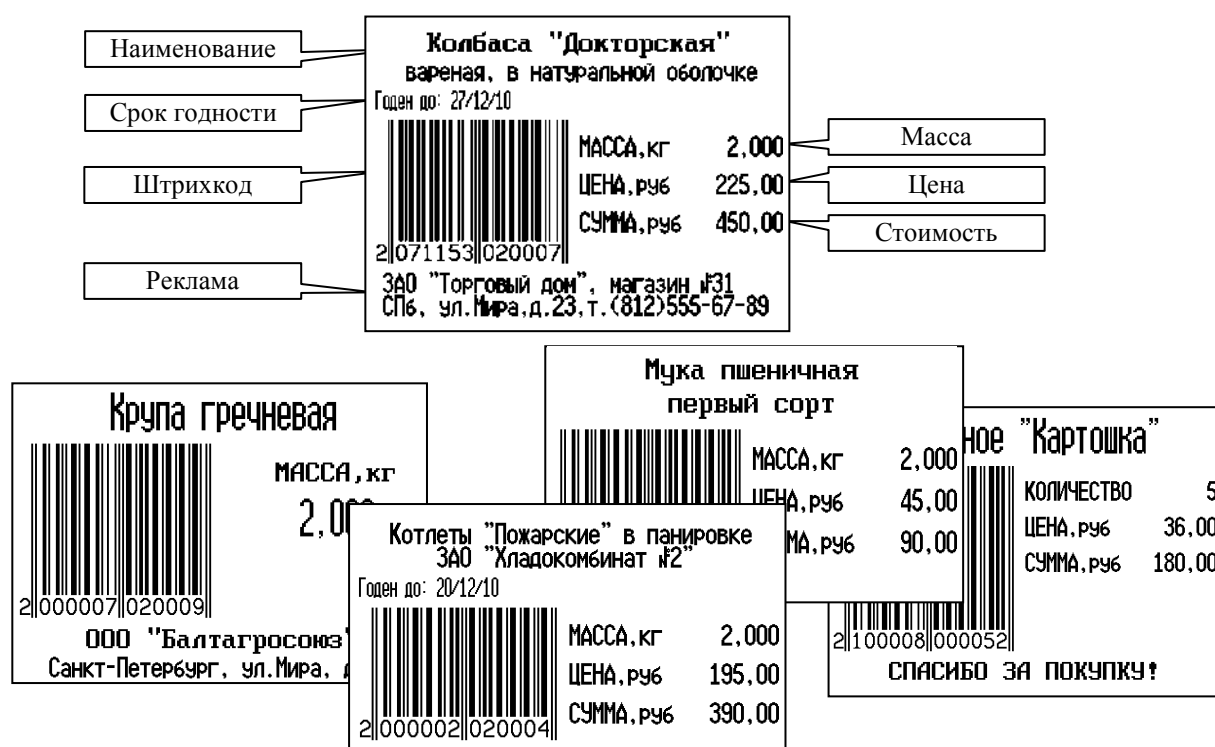 Наименование
Срок годности
Штрихкод
Реклама
Колбаса "Докторская"
вареная, в натуральной оболочке
Годен до: 27/12/10
МАССА,кг 2,000
ЦЕНА,руб 225,00
СУММА,руб 450,00
2 071153 020007
ЗАО "Торговый дом", магазин №31
СПб, ул.Мира,д.23,т.(812)555-67-89
Масса
Цена
Стоимость
Крупа гречневая
МАССА,кг
2 000007 020009
ООО "Балтагросоюз"
Санкт-Петербург, ул.Мира,
Мука пшеничная
первый сорт
МАССА,кг 2,000
ЦЕНА,руб 45,00
90,00
Котлеты "Пожарские" в панировке
ЗАО "Хладокомбинат №2"
Годен до: 20/12/10
МАССА,кг 2,000
ЦЕНА,руб 195,00
СУММА,руб 390,00
2 000002 020004
"Картошка"
КОЛИЧЕСТВО 5
ЦЕНА,руб 36,00
СУММА,руб 180,00
2 100008 000052
СПАСИБО ЗА ПОКУПКУ!